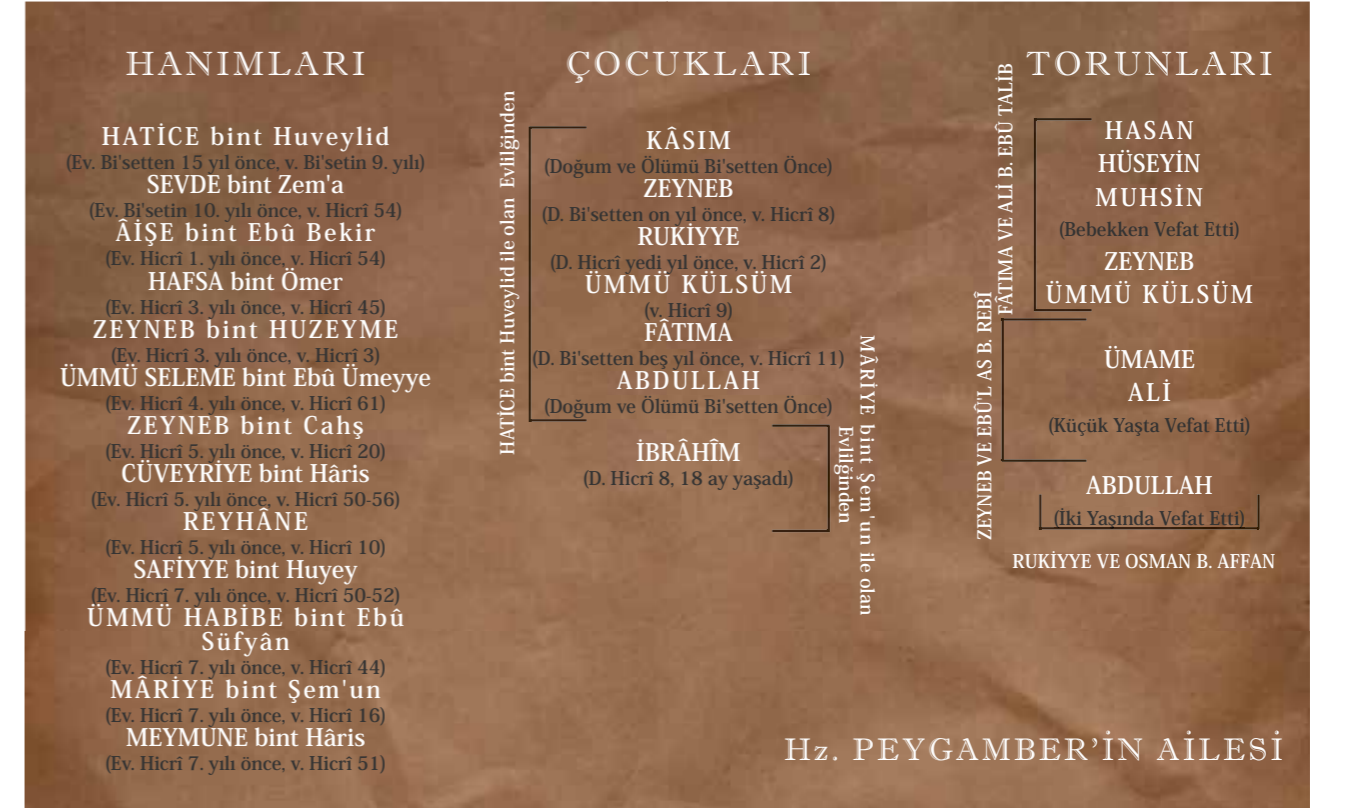 HANIMLARI
HATİCE bint Huveylid
(Ev. Bi'setten 15 yıl önce, v. Bi'setin 9. yılı)
SEVDE bint Zem'a
(Ev. Bi'setin 10. yılı önce, v. Hicrî 54)
ÂİŞE bint Ebû Bekir
(Ev. Hicrî 1. yılı önce, v. Hicrî 54)
HAFSA bint Ömer
(Ev. Hicrî 3. yılı önce, v. Hicrî 45)
ZEYNEB bint HUZEYME
(Ev. Hicrî 3. yılı önce, v. Hicrî 3)
ÜMMÜ SELEME bint Ebû Ümeyye
(Ev. Hicrî 4. yılı önce, v. Hicrî 61)
ZEYNEB bint Cahş
(Ev. Hicrî 5. yılı önce, v. Hicrî 20)
CÜVEYRİYE bint Hâris
(Ev. Hicrî 5. yılı önce, v. Hicrî 50-56)
REYHÂNE
(Ev. Hicrî 5. yılı önce, v. Hicrî 10)
SAFİYYE bint Huyey
(Ev. Hicrî 7. yılı önce, v. Hicrî 50-52)
ÜMMÜ HABİBE bint Ebû
Süfyân
(Ev. Hicrî 7. yılı önce, v. Hicrî 44)
MÂRİYE bint Şem'un
(Ev. Hicrî 7. yılı önce, v. Hicrî 16)
MEYMUNE bint Hâris
(Ev. Hicrî 7. yılı önce, v. Hicrî 51)
ÇOCUKLARI
HATİCE bint Huveylid ile olan Evlilğinden
KÂSIM
(Doğum ve Ölümü Bi'setten Önce)
ZEYNEB
(D. Bi'setten on yıl önce, v. Hicrî 8)
RUKİYYE
(D. Hicrî yedi yıl önce, v. Hicrî 2)
ÜMMÜ KÜLSÜM
(v. Hicrî 9)
FÂTIMA
(D. Bi'setten beş yıl önce, v. Hicrî 11)
ABDULLAH
(Doğum ve Ölümü Bi'setten Önce)
İBRÂHÎM
(D. Hicrî 8, 18 ay yaşadı)
MÂRİYE bint Şem'un ile olan
Evlilğinden
TORUNLARI
FÂTIMA VE ALİ B. EBÛ TALİB
HASAN
HÜSEYİN
MUHSİN
(Bebekken Vefat Etti)
ZEYNEB
ÜMMÜ KÜLSÜM
ZEYNEB VE EBÛ'L AS B. REBÎ
ÜMAME
ALİ
(Küçük Yaşta Vefat Etti)
ABDULLAH
(İki Yaşında Vefat Etti)
RUKİYYE VE OSMAN B. AFFAN
Hz. PEYGAMBER'İN AİLESİ